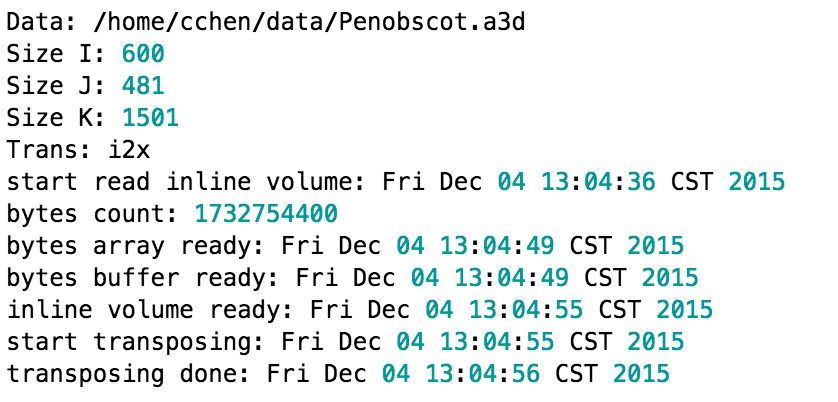 Data: /home/cchen/data/Penobscot.a3d
Size I: 600
Size J: 481
Size K: 1501
Trans: i2x
start read inline volume: Fri Dec 04 13:04:36 CST 2015
bytes count: 1732754400
bytes array ready: Fri Dec 04 13:04:49 CST 2015
bytes buffer ready: Fri Dec 04 13:04:49 CST 2015
inline volume ready: Fri Dec 04 13:04:55 CST 2015
start transposing: Fri Dec 04 13:04:55 CST 2015
transposing done: Fri Dec 04 13:04:56 CST 2015